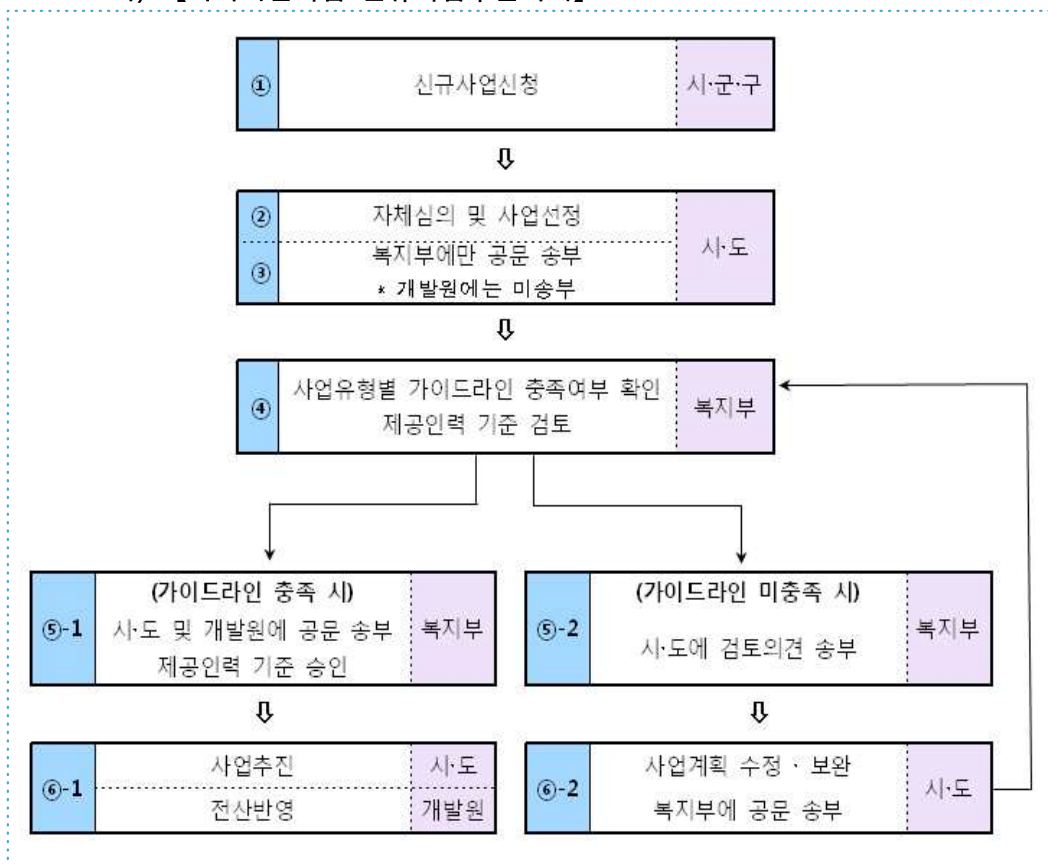 ①
신규사업신청
시·군·구
②
자체심의 및 사업선정
③
복지부에만 공문 송부
* 개발원에는 미송부
시·도
④
사업유형별 가이드라인 충족여부 확인
제공인력 기준 검토
복지부
⑤-1
(가이드라인 충족 시)
시·도 및 개발원에 공문 송부
제공인력 기준 승인
복지부
⑤-2
(가이드라인 미충족 시)
시·도에 검토의견 송부
복지부
⑥-1
사업추진
시·도
전산반영
개발원
⑥-2
사업계획 수정 · 보완
복지부에 공문 송부
시·도